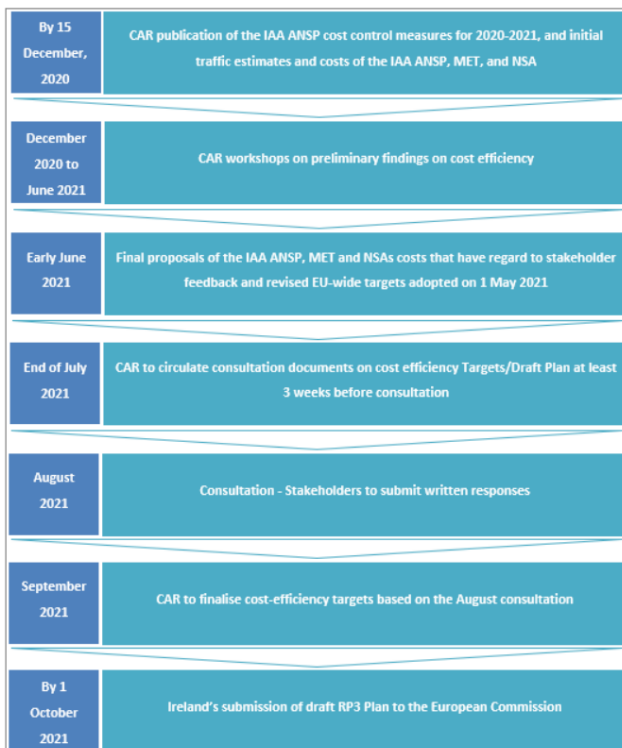 By 15
December,
2020
CAR publication of the IAA ANSP cost control measures for 2020-2021, and initial
traffic estimates and costs of the IAA ANSP, MET, and NSA
December
2020 to
June 2021
CAR workshops on preliminary findings on cost efficiency
Early June
2021
Final proposals of the IAA ANSP, MET and NSAs costs that have regard to stakeholder
feedback and revised EU-wide targets adopted on 1 May 2021
End of July
2021
CAR to circulate consultation documents on cost efficiency Targets/Draft Plan at least
3 weeks before consultation
August
2021
Consultation - Stakeholders to submit written responses
September
2021
CAR to finalise cost-efficiency targets based on the August consultation
By 1
October
2021
Ireland's submission of draft RP3 Plan to the European Commission